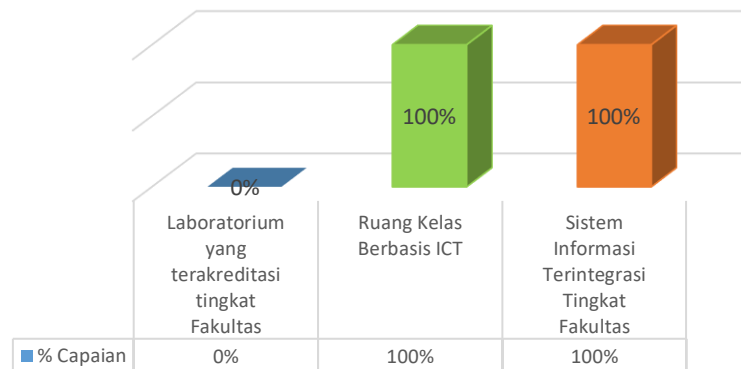 100%
100%
0%
Laboratorium
yang
terakreditasi
tingkat
Fakultas
Ruang Kelas
Berbasis ICT
Sistem
Informasi
Terintegrasi
Tingkat
Fakultas
% Capaian 0% 100% 100%